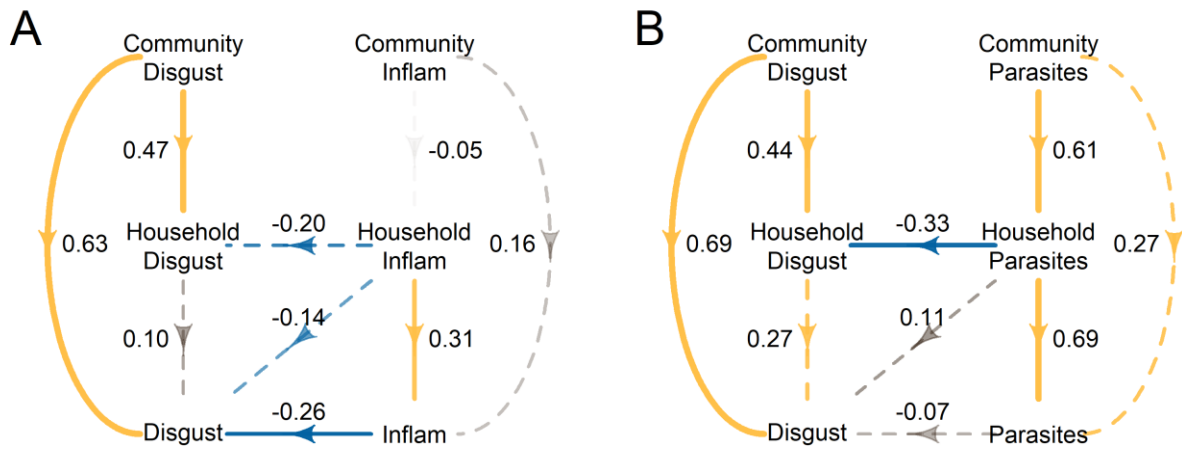 A
Community
Disgust
Community
Inflam
0.47
-0.05
Household
Disgust
-0.20
Household
Inflam
0.63
0.16
0.10
-0.14
0.31
Disgust
-0.26
Inflam
B
Community
Disgust
Community
Parasites
0.44
0.61
Household
Disgust
-0.33
Household
Parasites
0.69
0.27
0.27
0.11
0.69
Disgust
-0.07
Parasites